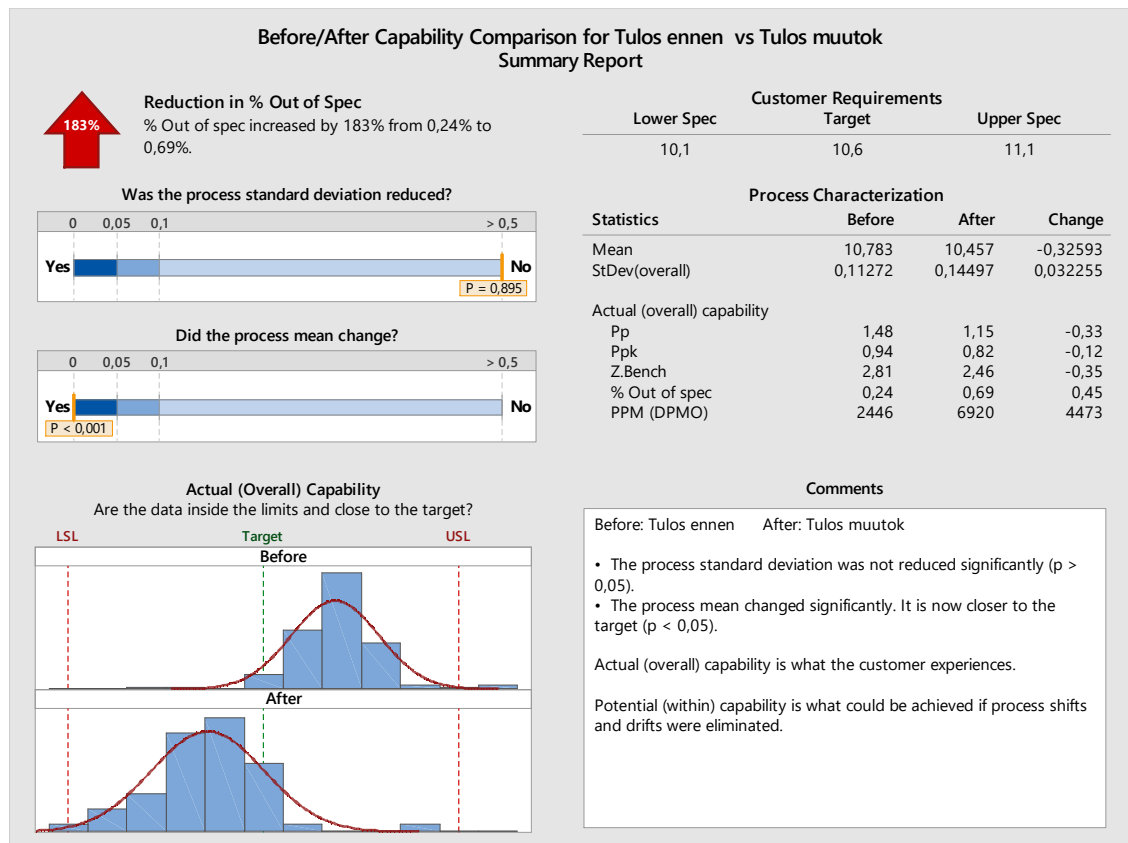 Before/After Capability Comparison for Tulos ennen vs Tulos muutok
Summary Report
183%
Reduction in % Out of Spec
% Out of spec increased by 183% from 0,24% to
0,69%.
Customer Requirements
Lower Spec Target Upper Spec
10,1 10,6 11,1
Was the process standard deviation reduced?
0 0,05 0,1 > 0,5
Yes No
P = 0,895
Did the process mean change?
0 0,05 0,1 > 0,5
Yes No
P < 0,001
Process Characterization
Statistics Before After Change
Mean 10,783 10,457 -0,32593
StDev(overall) 0,11272 0,14497 0,032255
Actual (overall) capability
Pp 1,48 1,15 -0,33
Ppk 0,94 0,82 -0,12
Z.Bench 2,81 2,46 -0,35
% Out of spec 0,24 0,69 0,45
PPM (DPMO) 2446 6920 4473
Actual (Overall) Capability
Are the data inside the limits and close to the target?
LSL Target USL
Before
After
Comments
Before: Tulos ennen After: Tulos muutok
• The process standard deviation was not reduced significantly (p >
0,05).
• The process mean changed significantly. It is now closer to the
target (p < 0,05).
Actual (overall) capability is what the customer experiences.
Potential (within) capability is what could be achieved if process shifts
and drifts were eliminated.